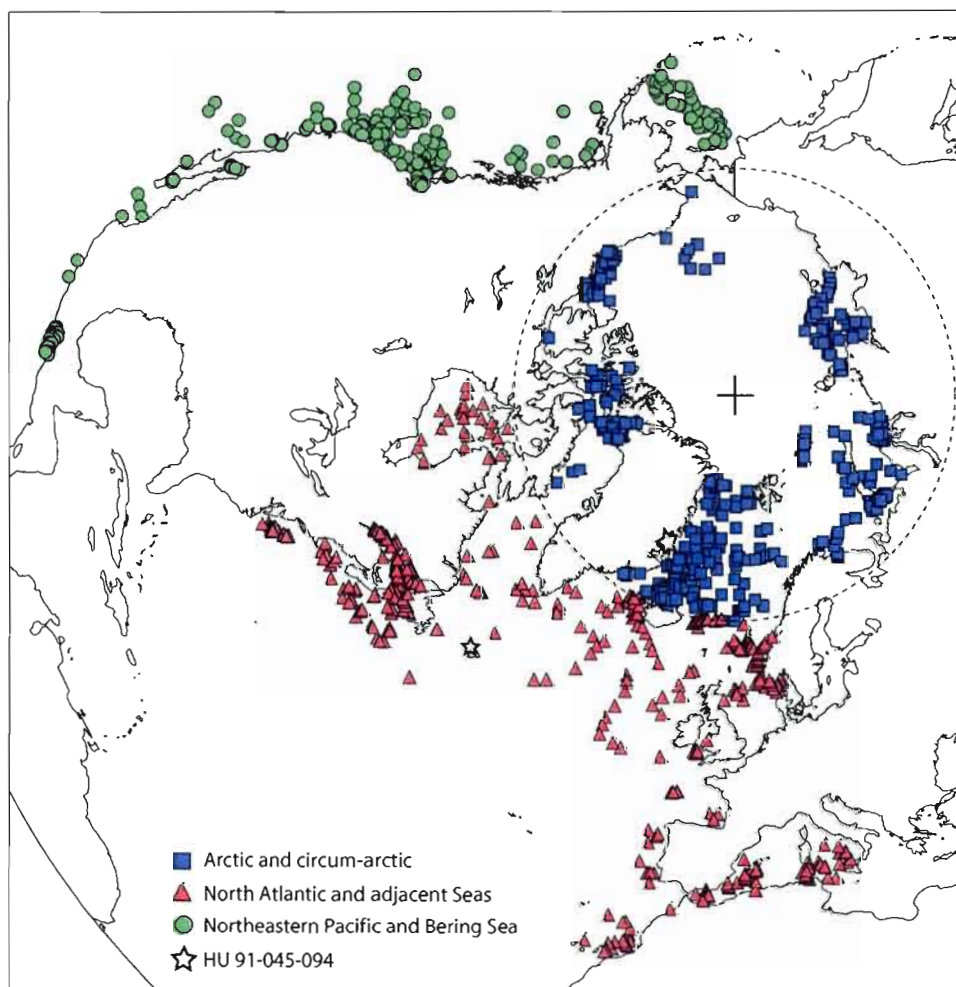 Arctic and circum-arctic
North Atlantic and adjacent Seas
Northeastern Pacific and Bering Sea
HU 91-045-094